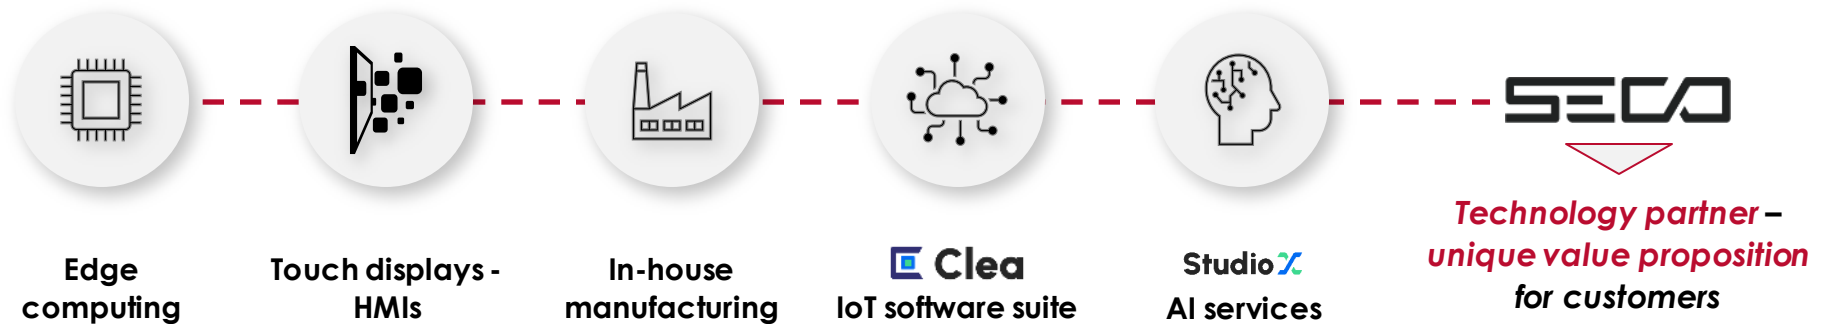 SECO
Technology partner –
unique value proposition
for customers
Edge
computing
Touch displays -
HMIs
In-house
manufacturing
Clea
IoT software suite
Studio X
AI services